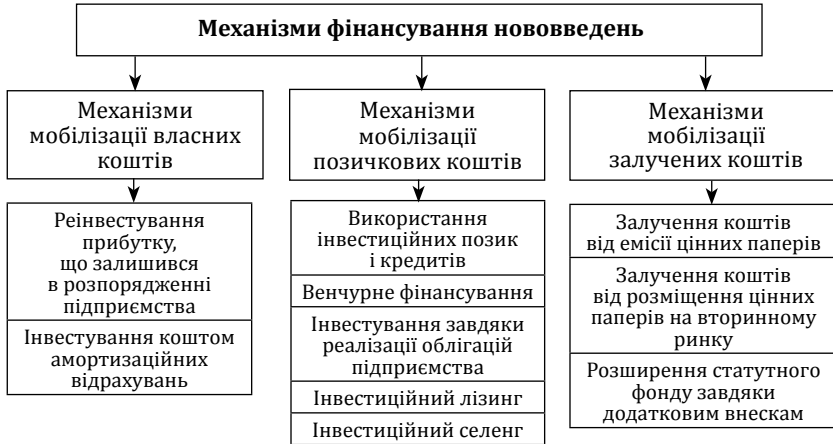 Механізми фінансування нововведень
Механізми
мобілізації власних
коштів
Реінвестування
прибутку,
що залишився
в розпорядженні
підприємства
Інвестування коштом
амортизаційних
відрахувань
Механізми
мобілізації
позичкових коштів
Використання
інвестиційних позик
і кредитів
Венчурне фінансування
Інвестування завдяки
реалізації облігацій
підприємства
Інвестиційний лізинг
Інвестиційний селенг
Механізми
мобілізації
залучених коштів
Залучення коштів
від емісії цінних паперів
Залучення коштів
від розміщення цінних
паперів на вторинному
ринку
Розширення статутного
фонду завдяки
додатковим внескам